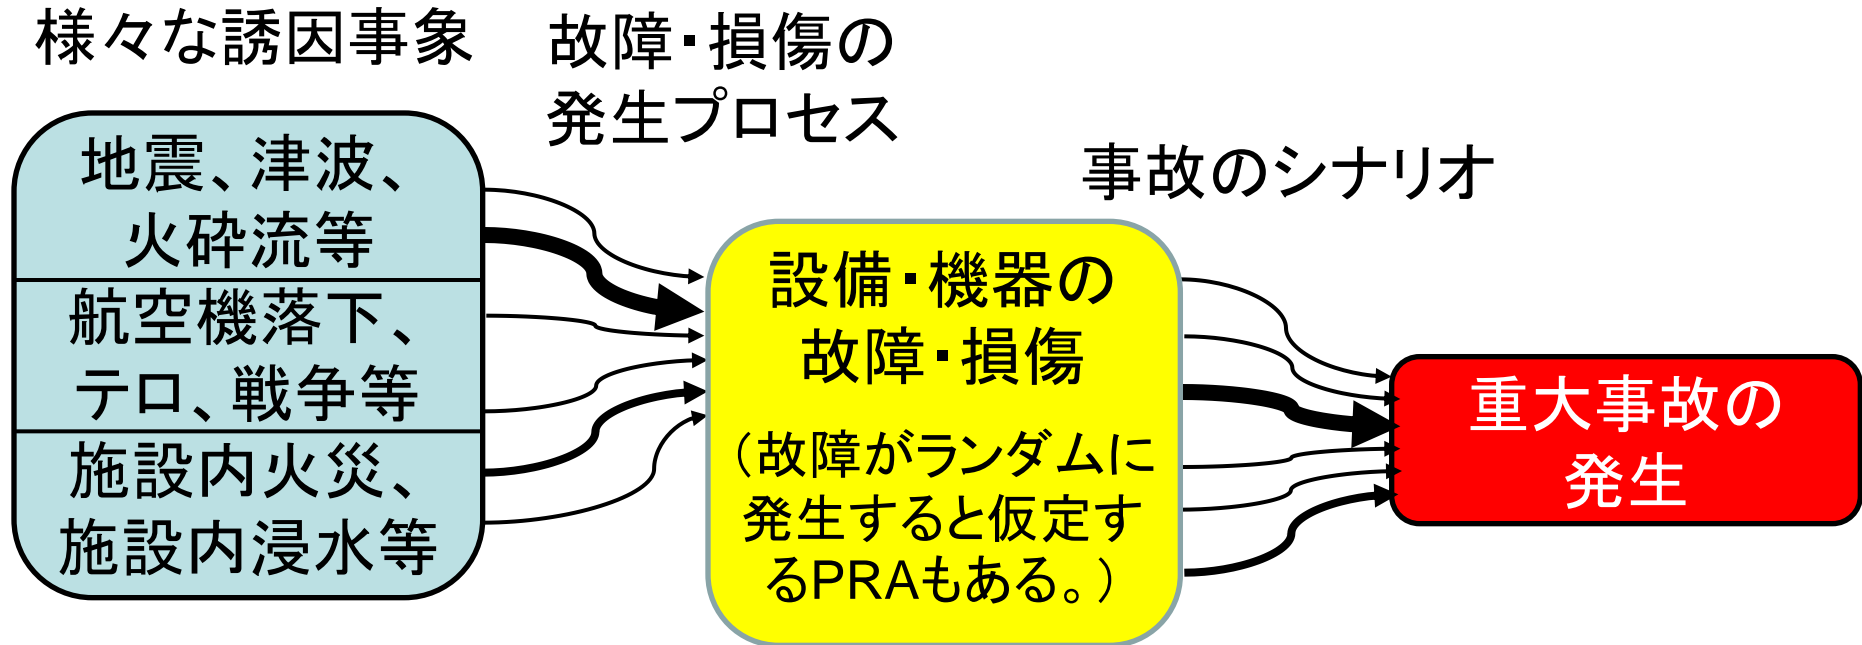 様々な誘因事象
故障・損傷の
発生プロセス
事故のシナリオ
地震、津波、
火砕流等
航空機落下、
テロ、戦争等
施設内火災、
施設内浸水等
設備・機器の
故障・損傷
（故障がランダムに
発生すると仮定す
るPRAもある。）
重大事故の
発生